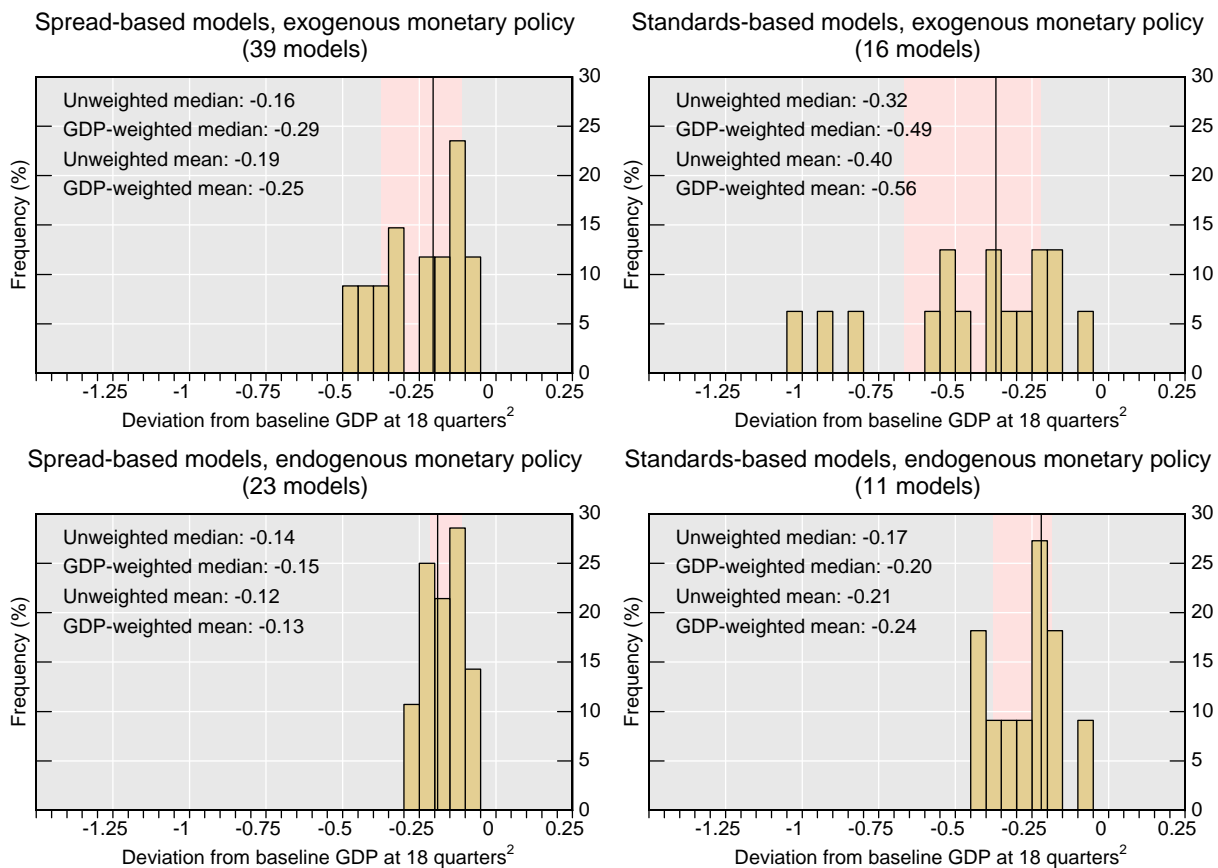 Spread-based models, exogenous monetary policy
(39 models)
Unweighted median: -0.16
GDP-weighted median: -0.29
Unweighted mean: -0.19
GDP-weighted mean: -0.25
Frequency (%)
30
25
20
15
10
5
0
-1.25 -1 -0.75 -0.5 -0.25 0 0.25
Deviation from baseline GDP at 18 quarters²
Standards-based models, exogenous monetary policy
(16 models)
Unweighted median: -0.32
GDP-weighted median: -0.49
Unweighted mean: -0.40
GDP-weighted mean: -0.56
Frequency (%)
30
25
20
15
10
5
0
-1.25 -1 -0.75 -0.5 -0.25 0 0.25
Deviation from baseline GDP at 18 quarters²
Spread-based models, endogenous monetary policy
(23 models)
Unweighted median: -0.14
GDP-weighted median: -0.15
Unweighted mean: -0.12
GDP-weighted mean: -0.13
Frequency (%)
30
25
20
15
10
5
0
-1.25 -1 -0.75 -0.5 -0.25 0 0.25
Deviation from baseline GDP at 18 quarters²
Standards-based models, endogenous monetary policy
(11 models)
Unweighted median: -0.17
GDP-weighted median: -0.20
Unweighted mean: -0.21
GDP-weighted mean: -0.24
Frequency (%)
30
25
20
15
10
5
0
-1.25 -1 -0.75 -0.5 -0.25 0 0.25
Deviation from baseline GDP at 18 quarters²